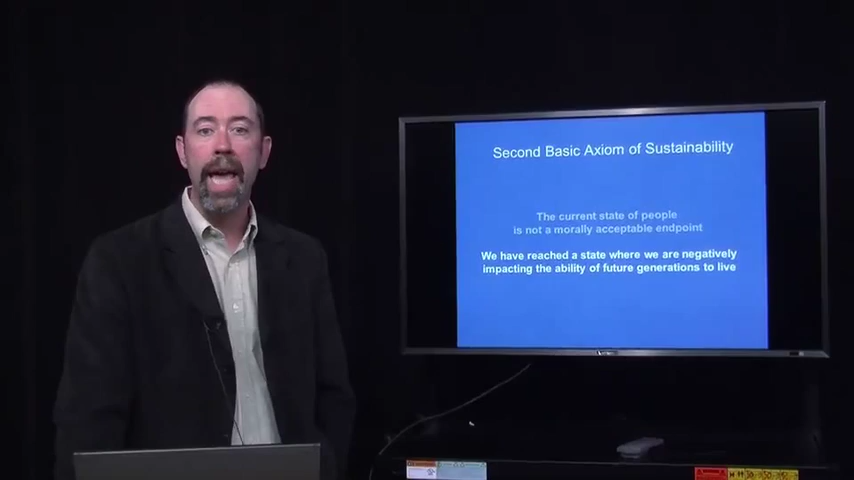 Second Basic Axiom of Sustainability
The current state of people
is not a morally acceptable endpoint
We have reached a state where we are negatively
impacting the ability of future generations to live